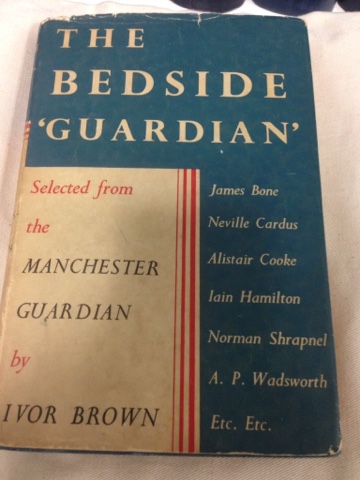 THE
BEDSIDE
'GUARDIAN'
Selected from
the
MANCHESTER
GUARDIAN
by
IVOR BROWN
James Bone
Neville Cardus
Alistair Cooke
Iain Hamilton
Norman Shrapnel
A. P. Wadsworth
Etc. Etc.